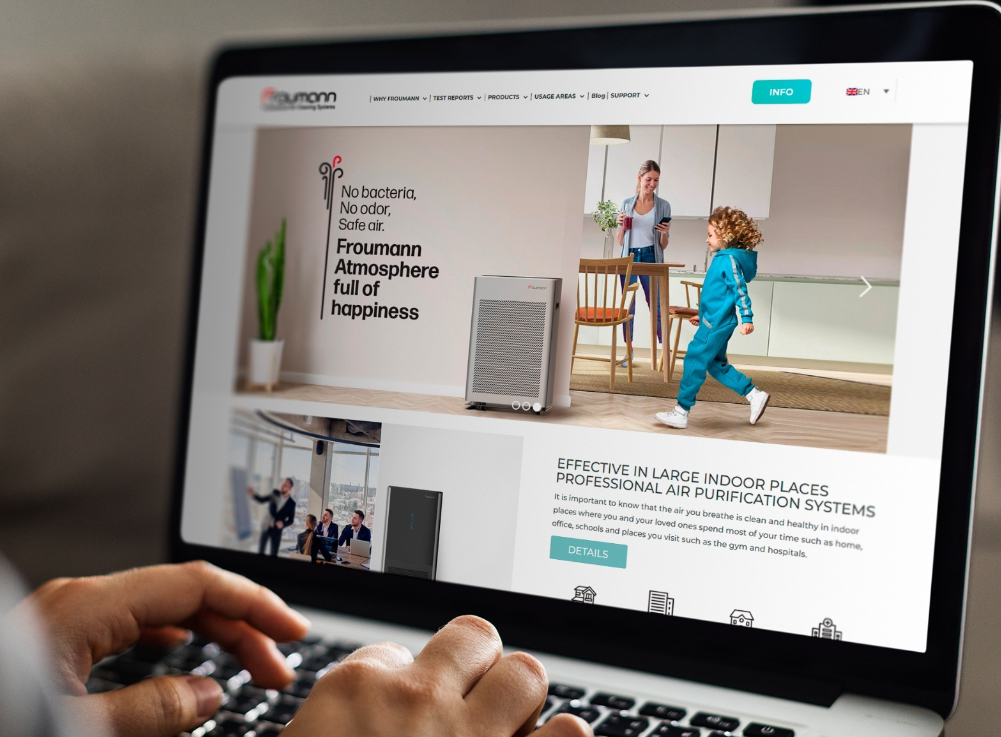 Froumann
| WHY FROUMANN | TEST REPORTS | PRODUCTS | USAGE AREAS | Blog | SUPPORT
INFO
EN
No bacteria,
No odor,
Safe air.
Froumann
Atmosphere
full of
happiness
Froumann
EFFECTIVE IN LARGE INDOOR PLACES
PROFESSIONAL AIR PURIFICATION SYSTEMS
It is important to know that the air you breathe is clean and healthy in indoor
places where you and your loved ones spend most of your time such as home,
office, schools and places you visit such as the gym and hospitals.
DETAILS